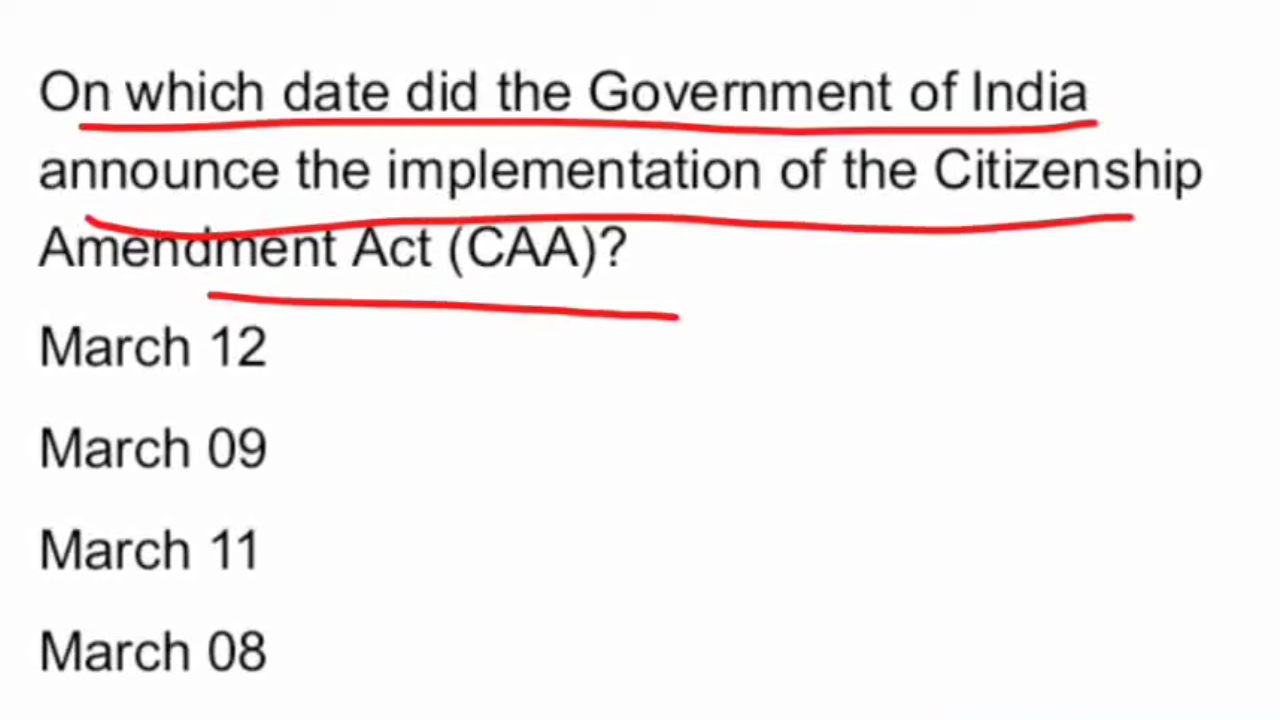 On which date did the Government of India
announce the implementation of the Citizenship
Amendment Act (CAA)?
March 12
March 09
March 11
March 08